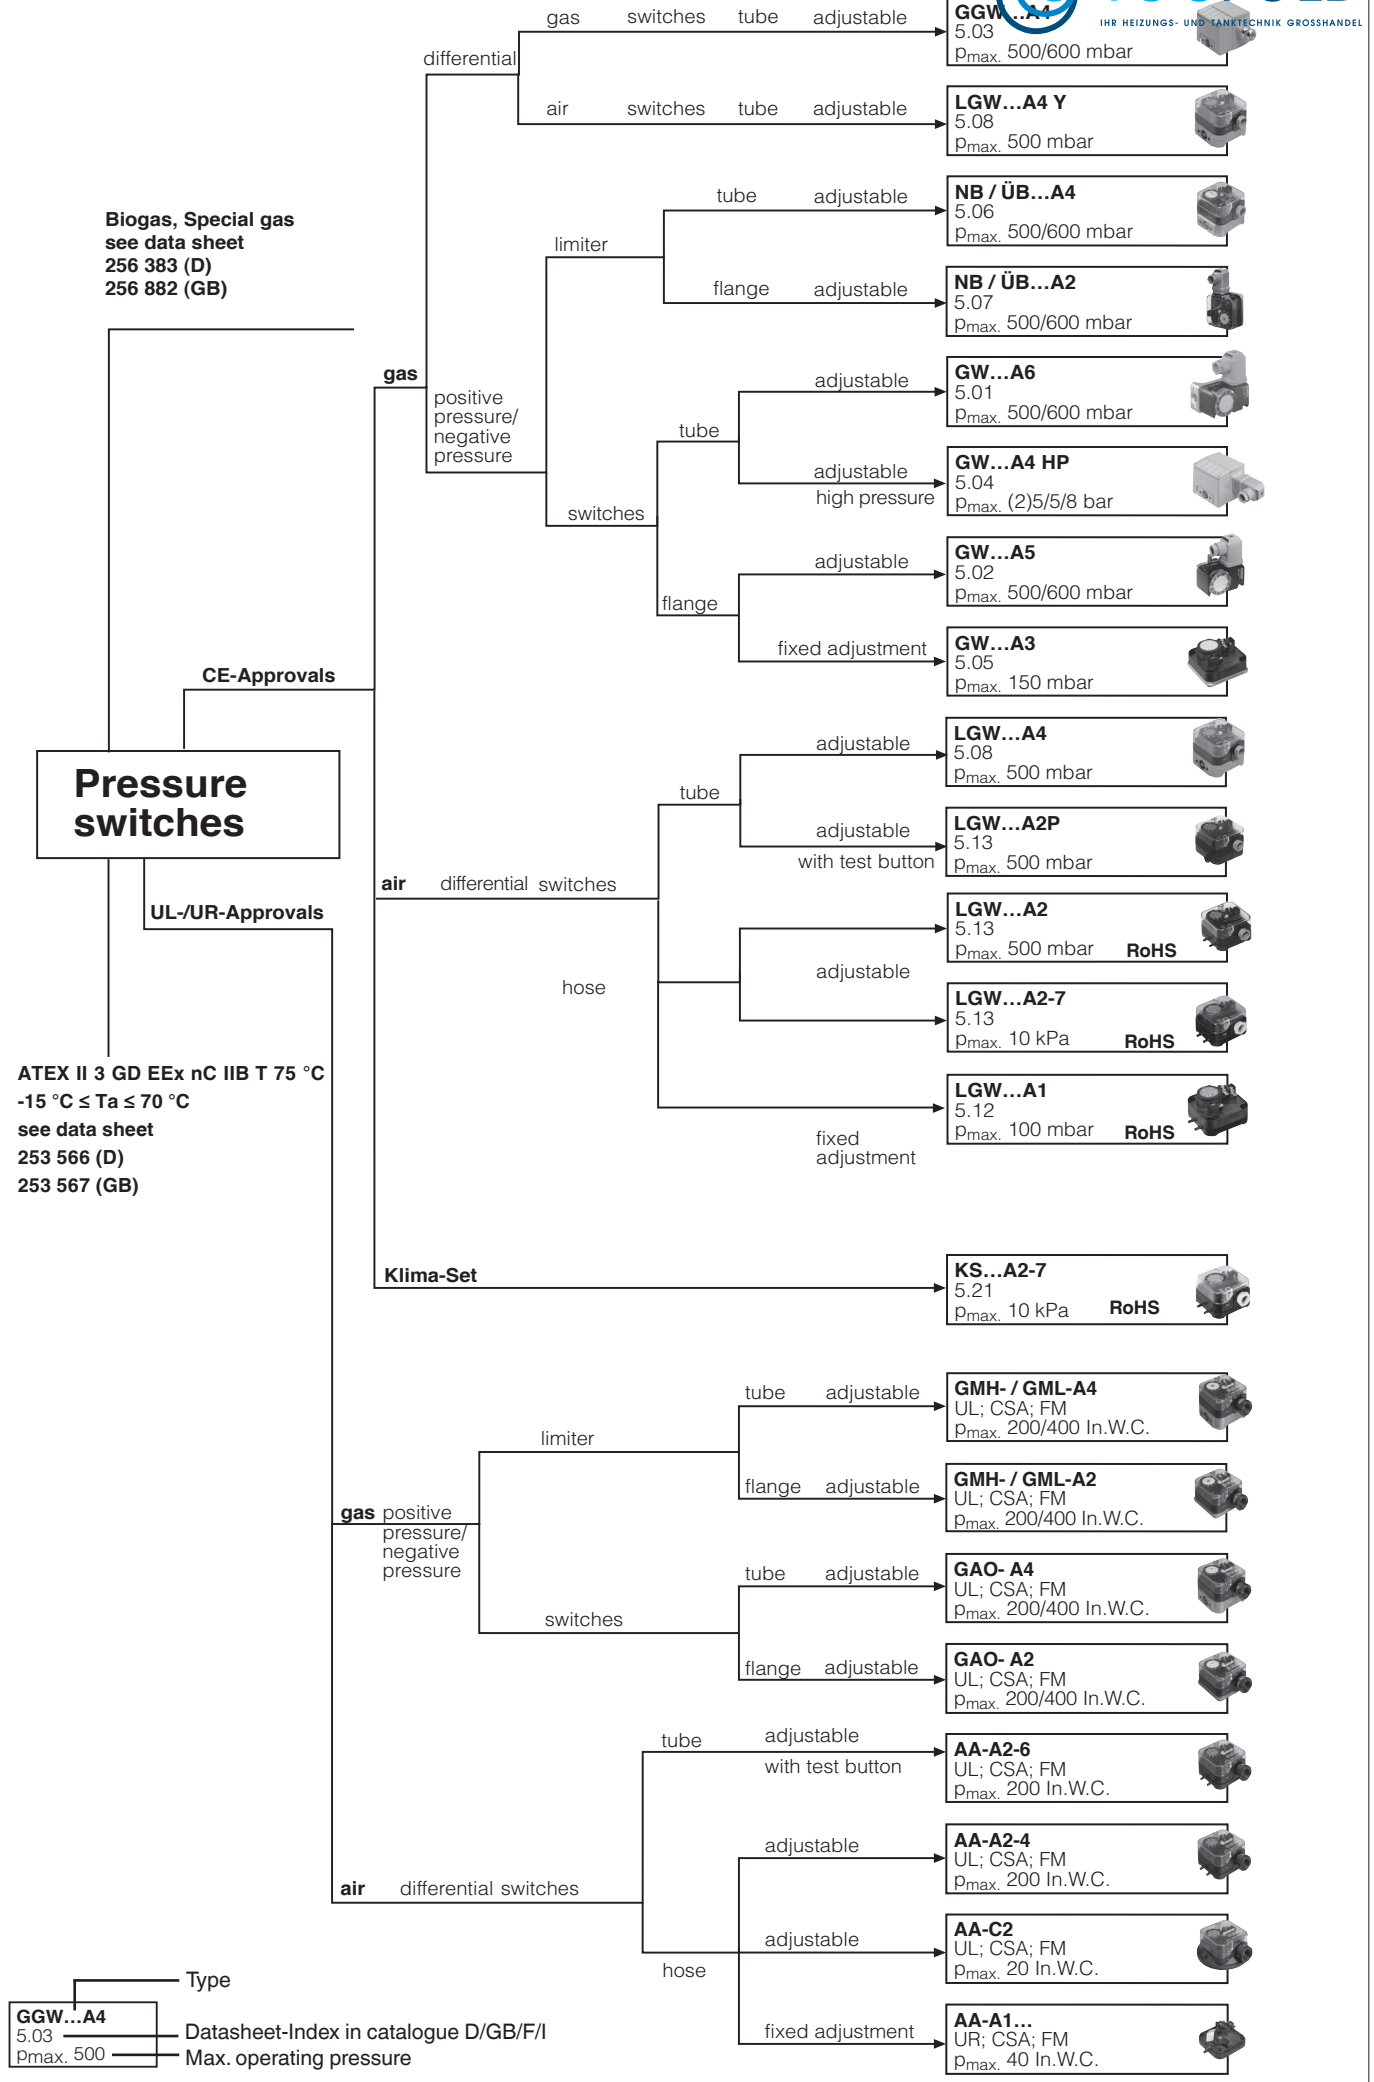 gas switches tube adjustable
GGW...A4
5.03
pmax. 500/600 mbar
IHR HEIZUNGS- UND TANKTECHNIK GROSSHANDEL
differential
air switches tube adjustable
LGW...A4 Y
5.08
pmax. 500 mbar
Biogas, Special gas
see data sheet
256 383 (D)
256 882 (GB)
limiter
tube adjustable
NB / ÜB...A4
5.06
pmax. 500/600 mbar
flange adjustable
NB / ÜB...A2
5.07
pmax. 500/600 mbar
gas
positive
pressure/
negative
pressure
switches
tube
adjustable
GW...A6
5.01
pmax. 500/600 mbar
adjustable
high pressure
GW...A4 HP
5.04
pmax. (2)5/5/8 bar
flange
adjustable
GW...A5
5.02
pmax. 500/600 mbar
fixed adjustment
GW...A3
5.05
pmax. 150 mbar
CE-Approvals
Pressure
switches
air differential switches
tube
adjustable
LGW...A4
5.08
pmax. 500 mbar
adjustable
with test button
LGW...A2P
5.13
pmax. 500 mbar
UL-/UR-Approvals
hose
adjustable
LGW...A2
5.13
pmax. 500 mbar RoHS
LGW...A2-7
5.13
pmax. 10 kPa RoHS
fixed
adjustment
LGW...A1
5.12
pmax. 100 mbar RoHS
ATEX II 3 GD EEx nC IIB T 75 °C
-15 °C ≤ Ta ≤ 70 °C
see data sheet
253 566 (D)
253 567 (GB)
Klima-Set
KS...A2-7
5.21
pmax. 10 kPa RoHS
gas positive
pressure/
negative
pressure
limiter
tube adjustable
GMH- / GML-A4
UL; CSA; FM
pmax. 200/400 In.W.C.
flange adjustable
GMH- / GML-A2
UL; CSA; FM
pmax. 200/400 In.W.C.
switches
tube adjustable
GAO- A4
UL; CSA; FM
pmax. 200/400 In.W.C.
flange adjustable
GAO- A2
UL; CSA; FM
pmax. 200/400 In.W.C.
air differential switches
tube adjustable
with test button
AA-A2-6
UL; CSA; FM
pmax. 200 In.W.C.
hose
adjustable
AA-A2-4
UL; CSA; FM
pmax. 200 In.W.C.
adjustable
AA-C2
UL; CSA; FM
pmax. 20 In.W.C.
fixed adjustment
AA-A1...
UR; CSA; FM
pmax. 40 In.W.C.
Type
GGW...A4
5.03
pmax. 500
Datasheet-Index in catalogue D/GB/F/I
Max. operating pressure